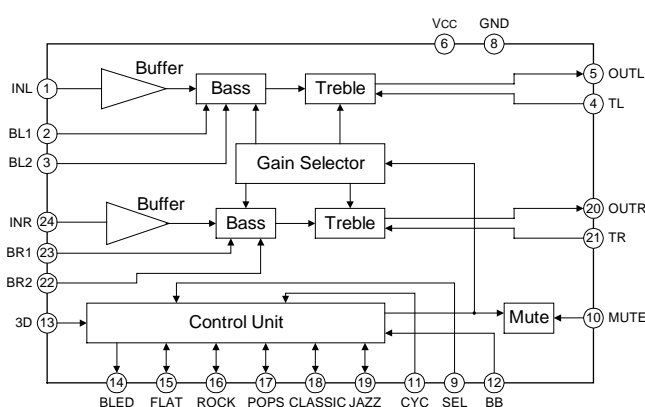 Vcc GND
6 8
Buffer
INL 1 Bass Treble 5 OUTL
4 TL
BL1 2
BL2 3
Gain Selector
Buffer
INR 24 Bass Treble 20 OUTR
BR1 23 21 TR
BR2 22
3D 13 Control Unit Mute 10 MUTE
14 15 16 17 18 19 11 9 12
BLED FLAT ROCK POPS CLASSIC JAZZ CYC SEL BB